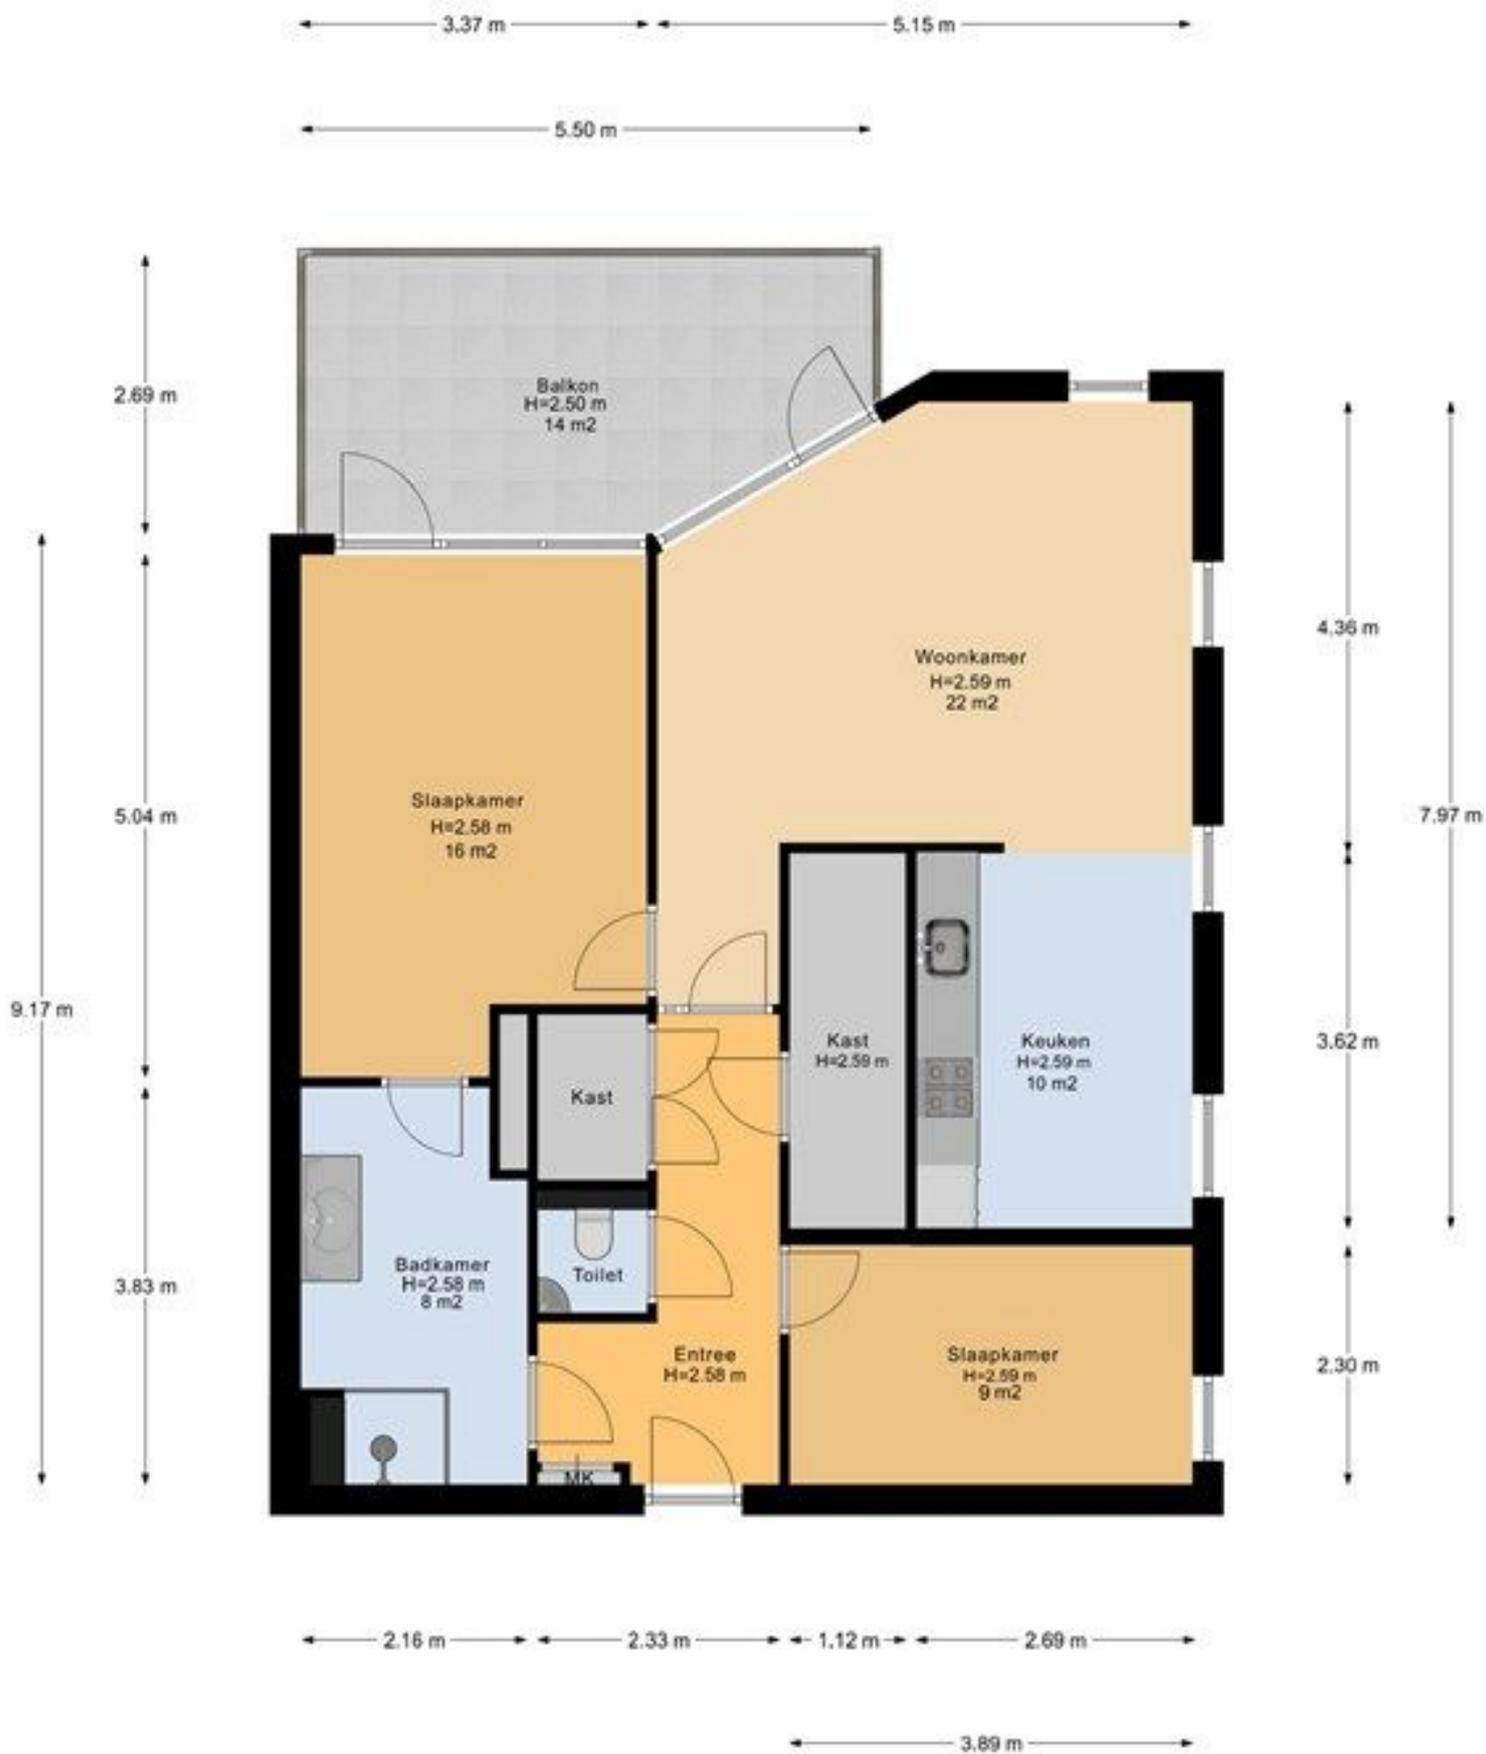 3.37 m
5.15 m
5.50 m
2.69 m
Balkon
H=2.50 m
14 m2
4.36 m
Woonkamer
H=2.59 m
22 m2
5.04 m
Slaapkamer
H=2.58 m
16 m2
7.97 m
9.17 m
Kast
H=2.59 m
Keuken
H=2.59 m
10 m2
3.62 m
Kast
3.83 m
Badkamer
H=2.58 m
8 m2
Toilet
Entree
H=2.58 m
Slaapkamer
H=2.59 m
9 m2
2.30 m
MK
2.16 m
2.33 m
1.12 m
2.69 m
3.89 m